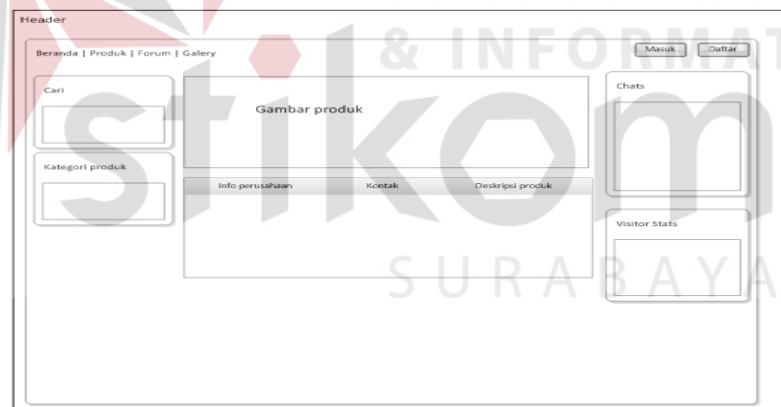 Header
& INFORMAT
Beranda | Produk | Forum | Galery
Masuk
Daftar
Cari
Gambar produk
Chats
stikom
Kategori produk
Info perusahaan
Kontak
Deskripsi produk
Visitor Stats
SURABAYA